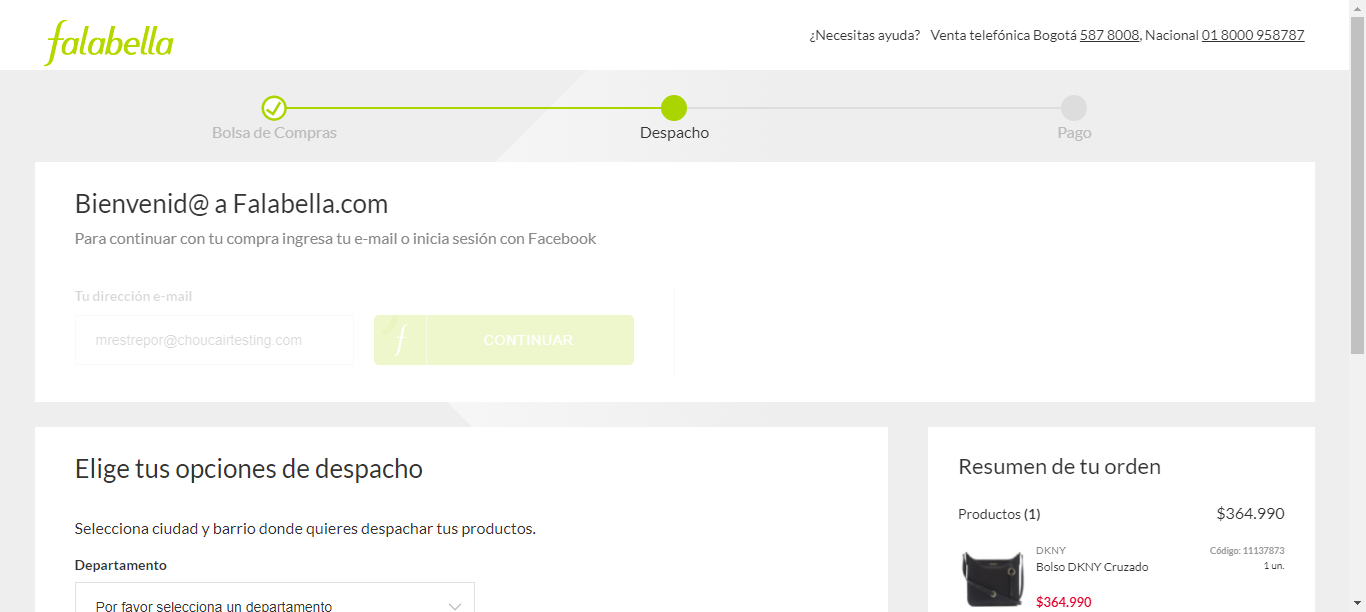 falabella
¿Necesitas ayuda? Venta telefónica Bogotá 587 8008, Nacional 01 8000 958787
Bolsa de Compras
Despacho
Pago
Bienvenid@ a Falabella.com
Para continuar con tu compra ingresa tu e-mail o inicia sesión con Facebook
Tu dirección e-mail
mrestrepor@choucairtesting.com
f CONTINUAR
Elige tus opciones de despacho
Selecciona ciudad y barrio donde quieres despachar tus productos.
Departamento
Por favor selecciona un departamento
Resumen de tu orden
Productos (1) $364.990
DKNY Código: 11137873
Bolso DKNY Cruzado 1 un.
$364.990